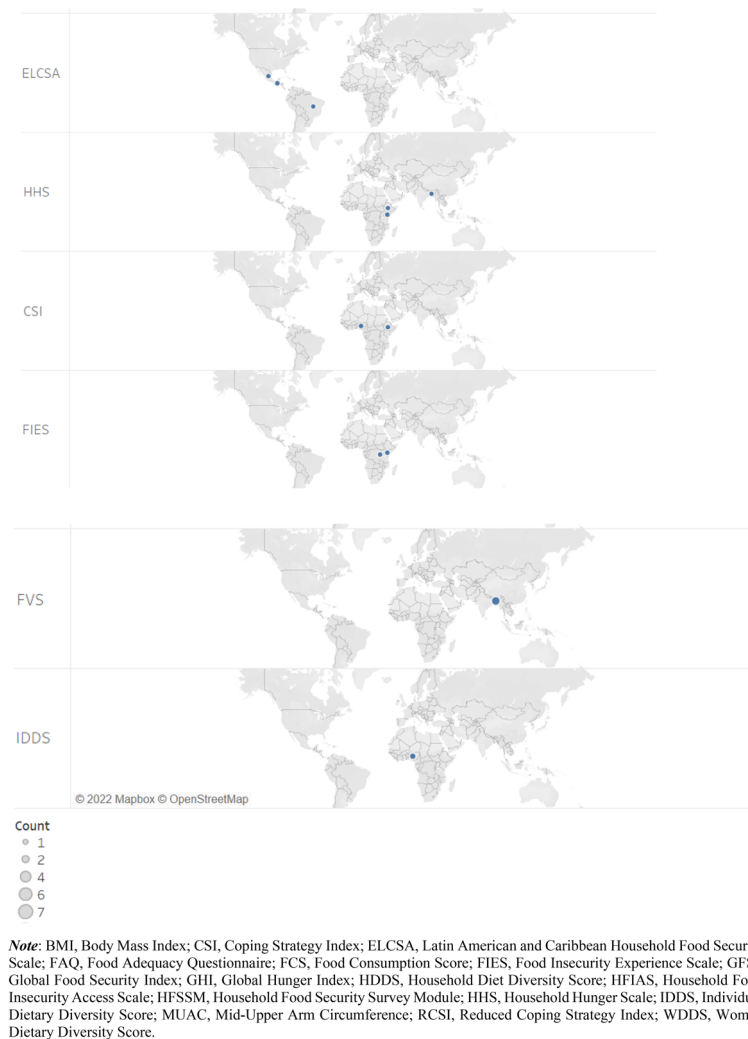 ELCSA
HHS
CSI
FIES
FVS
IDDS
© 2022 Mapbox © OpenStreetMap
Count
1
2
4
6
7
Note: BMI, Body Mass Index; CSI, Coping Strategy Index; ELCSA, Latin American and Caribbean Household Food Secur
Scale; FAQ, Food Adequacy Questionnaire; FCS, Food Consumption Score; FIES, Food Insecurity Experience Scale; GFS
Global Food Security Index; GHI, Global Hunger Index; HDDS, Household Diet Diversity Score; HFIAS, Household Fo
Insecurity Access Scale; HFSSM, Household Food Security Survey Module; HHS, Household Hunger Scale; IDDS, Individu
Dietary Diversity Score; MUAC, Mid-Upper Arm Circumference; RCSI, Reduced Coping Strategy Index; WDDS, Wom
Dietary Diversity Score.